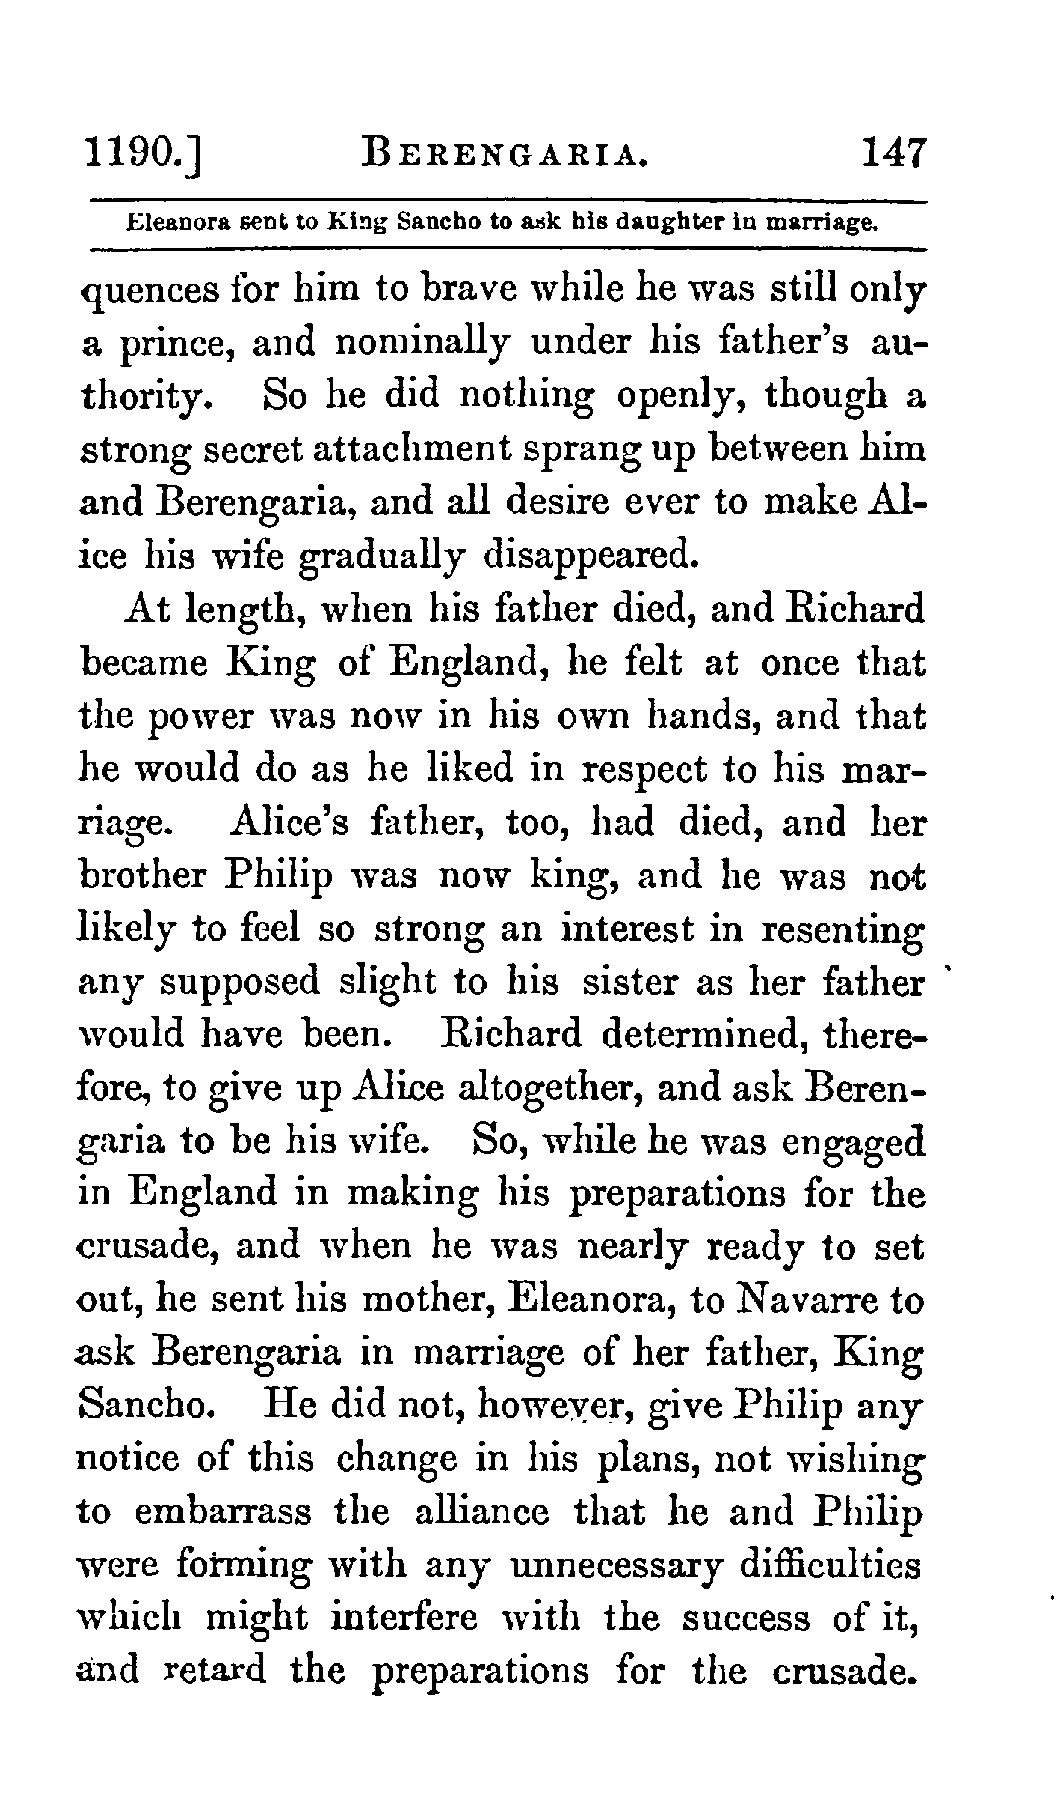 1190.] BERENGARIA. 147
Eleanora sent to King Sancho to ask his daughter in marriage.
quences for him to brave while he was still only
a prince, and nominally under his father's au-
thority. So he did nothing openly, though a
strong secret attachment sprang up between him
and Berengaria, and all desire ever to make Al-
ice his wife gradually disappeared.
At length, when his father died, and Richard
became King of England, he felt at once that
the power was now in his own hands, and that
he would do as he liked in respect to his mar-
riage. Alice's father, too, had died, and her
brother Philip was now king, and he was not
likely to feel so strong an interest in resenting
any supposed slight to his sister as her father
would have been. Richard determined, there-
fore, to give up Alice altogether, and ask Beren-
garia to be his wife. So, while he was engaged
in England in making his preparations for the
crusade, and when he was nearly ready to set
out, he sent his mother, Eleanora, to Navarre to
ask Berengaria in marriage of her father, King
Sancho. He did not, however, give Philip any
notice of this change in his plans, not wishing
to embarrass the alliance that he and Philip
were forming with any unnecessary difficulties
which might interfere with the success of it,
and retard the preparations for the crusade.